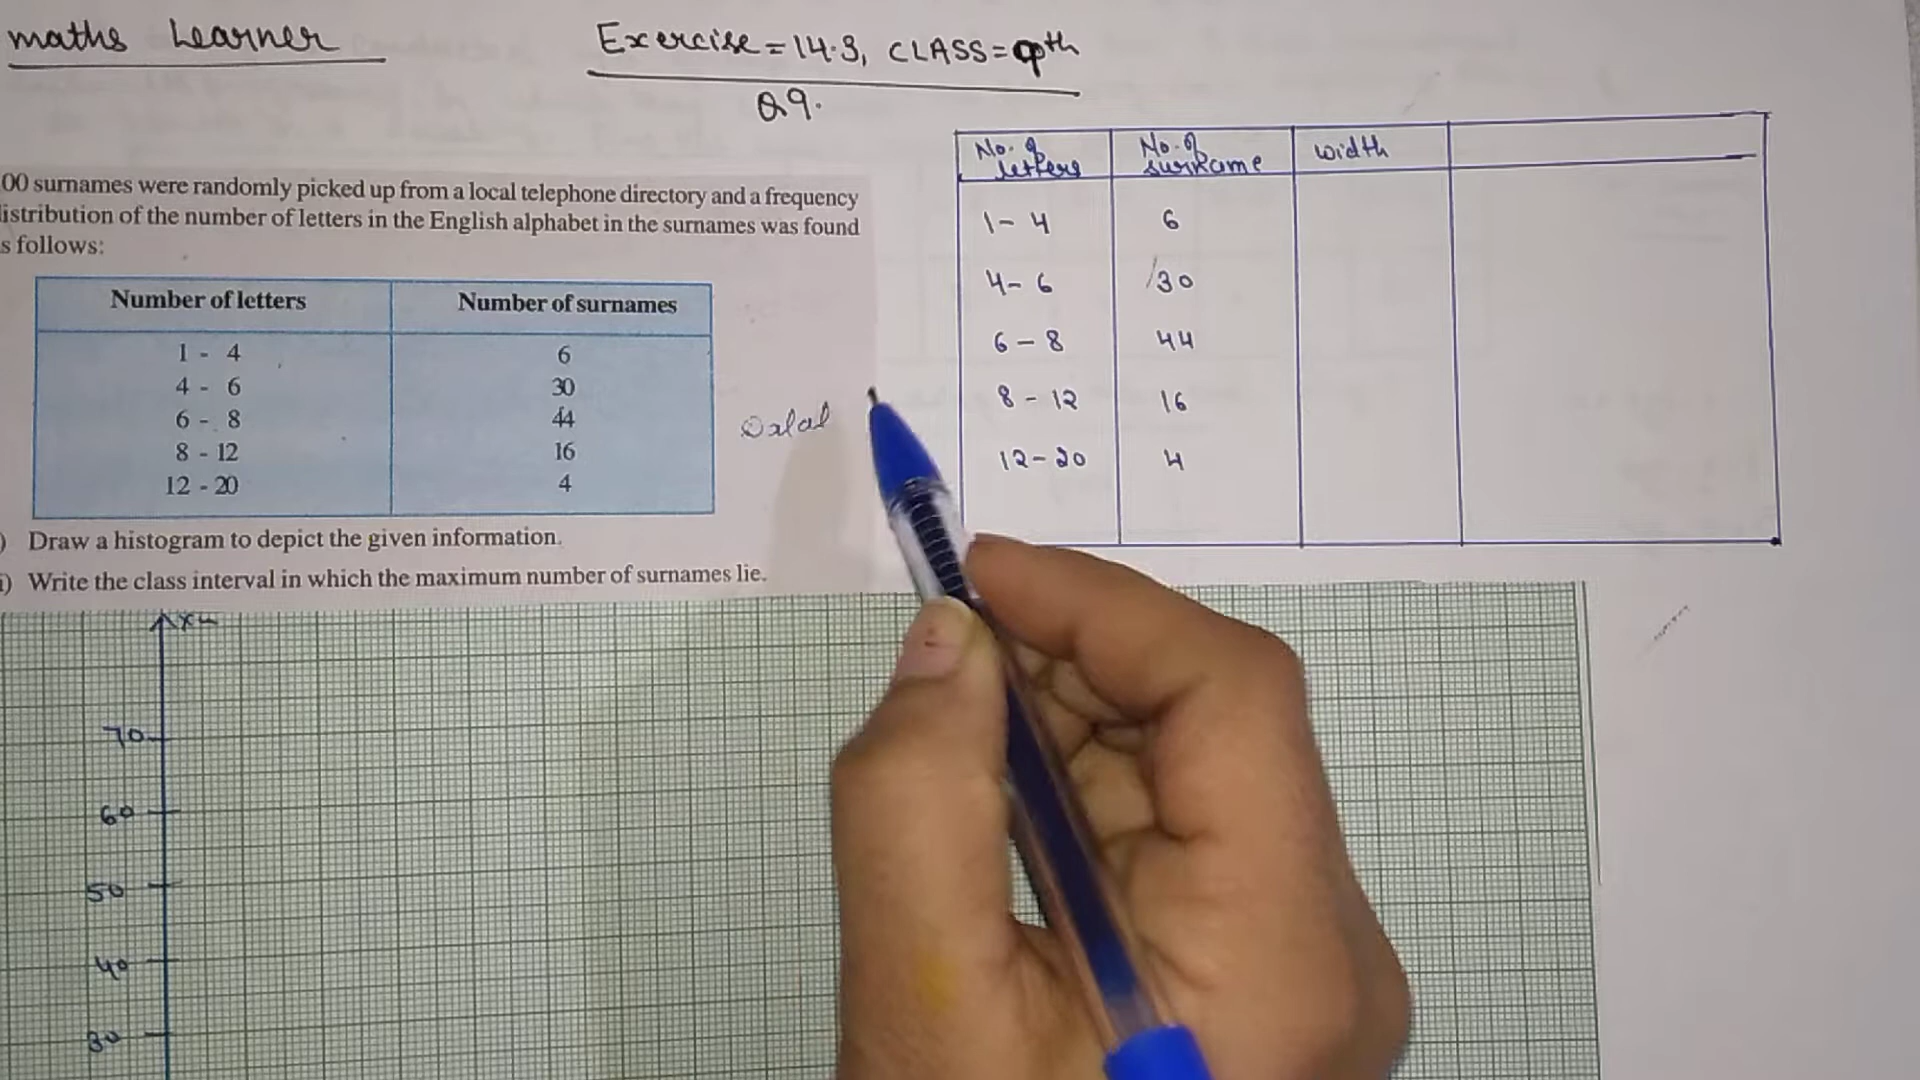 maths Learner
Exercise = 14.3, CLASS = 9th
Q9.
00 surnames were randomly picked up from a local telephone directory and a frequency
istribution of the number of letters in the English alphabet in the surnames was found
s follows:
Number of letters Number of surnames
1 - 4 6
4 - 6 30
6 - 8 44
8 - 12 16
12 - 20 4
) Draw a histogram to depict the given information.
i) Write the class interval in which the maximum number of surnames lie.
No. of letters No. of surname width
1 - 4 6
4 - 6 30
6 - 8 44
8 - 12 16
12 - 20 4
70
60
50
40
30